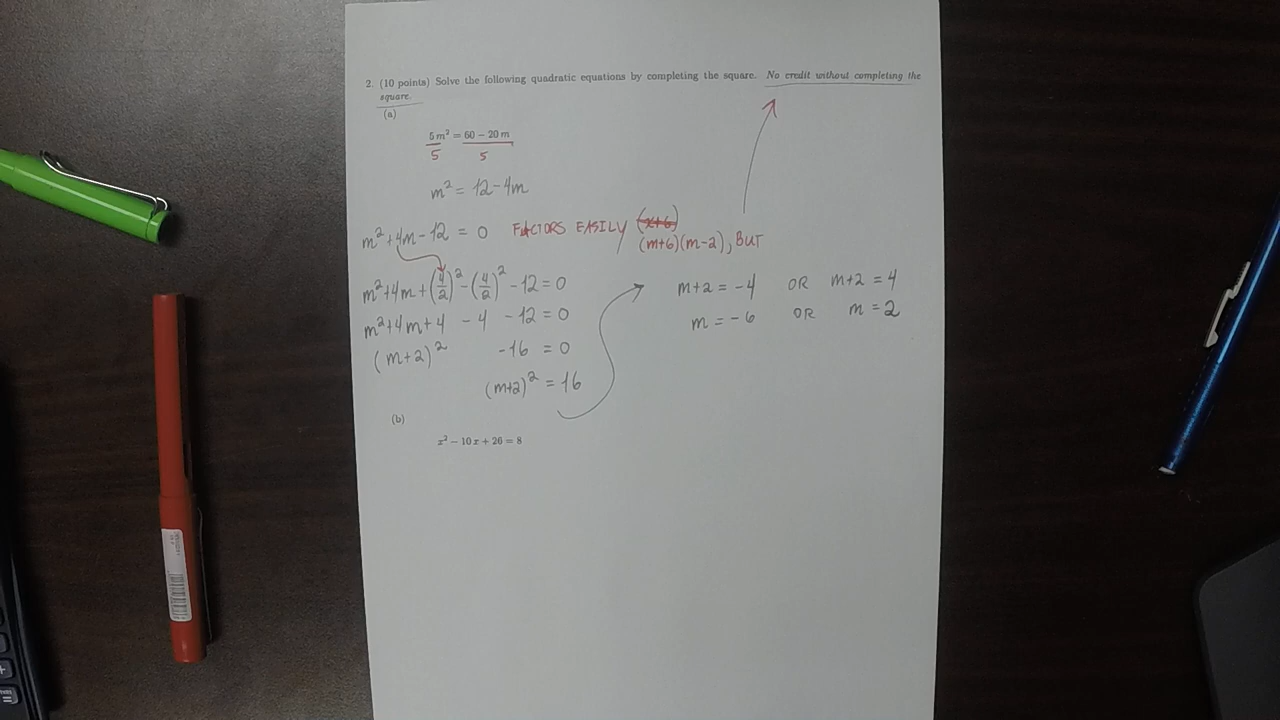 2. (10 points) Solve the following quadratic equations by completing the square. No credit without completing the
square.
(a)
5m² = 60 − 20m
5 5
m² = 12-4m
m²+4m-12 = 0 FACTORS EASILY (x+6)
(m+6)(m-2), BUT
m²+4m+(4/2)²-(4/2)²-12=0
m²+4m+4 -4 -12=0
(m+2)² -16 =0
(m+2)² = 16
m+2 = -4 OR m+2 = 4
m = -6 OR m = 2
(b)
x² − 10x + 26 = 8